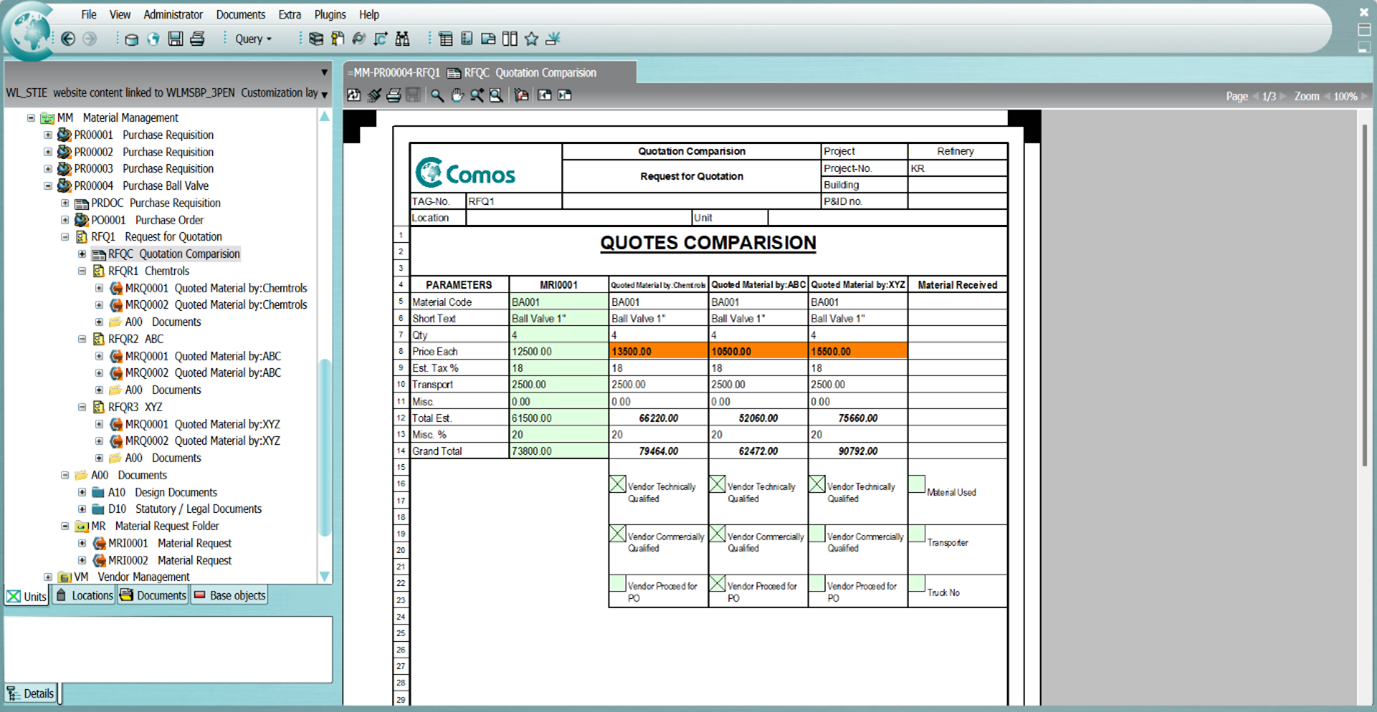 File View Administrator Documents Extra Plugins Help
Query
WL_STIE website content linked to WLMSBP_3PEN Customization lay
MM Material Management
PR00001 Purchase Requisition
PR00002 Purchase Requisition
PR00003 Purchase Requisition
PR00004 Purchase Ball Valve
PRDOC Purchase Requisition
PO0001 Purchase Order
RFQ1 Request for Quotation
RFQC Quotation Comparision
RFQR1 Chemtrols
MRQ0001 Quoted Material by:Chemtrols
MRQ0002 Quoted Material by:Chemtrols
A00 Documents
RFQR2 ABC
MRQ0001 Quoted Material by:ABC
MRQ0002 Quoted Material by:ABC
A00 Documents
RFQR3 XYZ
MRQ0001 Quoted Material by:XYZ
MRQ0002 Quoted Material by:XYZ
A00 Documents
A00 Documents
A10 Design Documents
D10 Statutory / Legal Documents
MR Material Request Folder
MRI0001 Material Request
MRI0002 Material Request
VM Vendor Management
Units Locations Documents Base objects
Details
=MM-PR00004-RFQ1 RFQC Quotation Comparision
Page 1/3 Zoom 100%
Comos
Quotation Comparision Project Refinery
Request for Quotation Project-No. KR
Building
TAG-No. RFQ1 P&ID no.
Location Unit
1
QUOTES COMPARISION
2
3
4 PARAMETERS MRI0001 Quoted Material by:Chemtrols Quoted Material by:ABC Quoted Material by:XYZ Material Received
5 Material Code BA001 BA001 BA001 BA001
6 Short Text Ball Valve 1" Ball Valve 1" Ball Valve 1" Ball Valve 1"
7 Qty 4 4 4 4
8 Price Each 12500.00 13500.00 10500.00 15500.00
9 Est. Tax % 18 18 18 18
10 Transport 2500.00 2500.00 2500.00 2500.00
11 Misc. 0.00 0.00 0.00 0.00
12 Total Est. 61500.00 66220.00 52060.00 75660.00
13 Misc. % 20 20 20 20
14 Grand Total 73800.00 79464.00 62472.00 90792.00
15
16 Vendor Technically Vendor Technically Vendor Technically Material Used
17 Qualified Qualified Qualified
18
19 Vendor Commercially Vendor Commercially Vendor Commercially Transporter
20 Qualified Qualified Qualified
21
22 Vendor Proceed for Vendor Proceed for Vendor Proceed for Truck No
23 PO PO PO
24
25
26
27
28
29